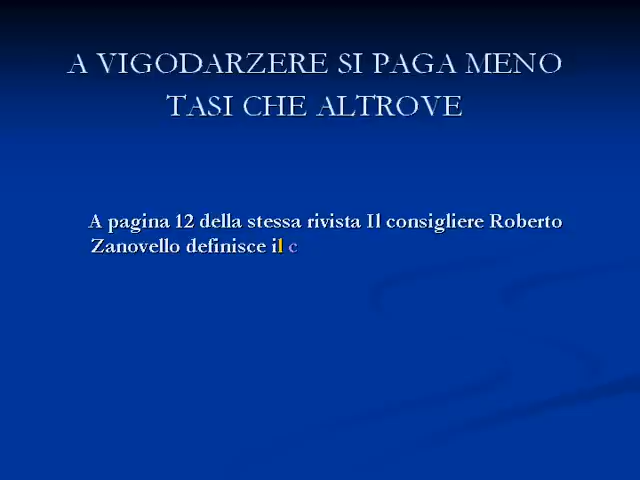 A VIGODARZERE SI PAGA MENO
TASI CHE ALTROVE
A pagina 12 della stessa rivista Il consigliere Roberto
Zanovello definisce il c